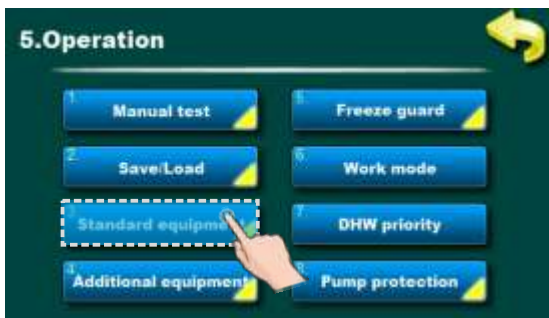 5.Operation
1.
Manual test
2.
Save/Load
3.
Standard equipment
4.
Additional equipment
5.
Freeze guard
6.
Work mode
7.
DHW priority
8.
Pump protection